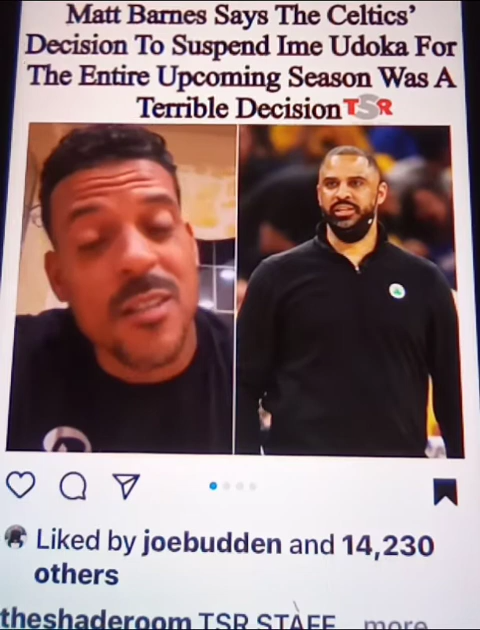 Matt Barnes Says The Celtics'
Decision To Suspend Ime Udoka For
The Entire Upcoming Season Was A
Terrible Decision TSR
Liked by joebudden and 14,230
others
theshaderoom TSR STAFF... more